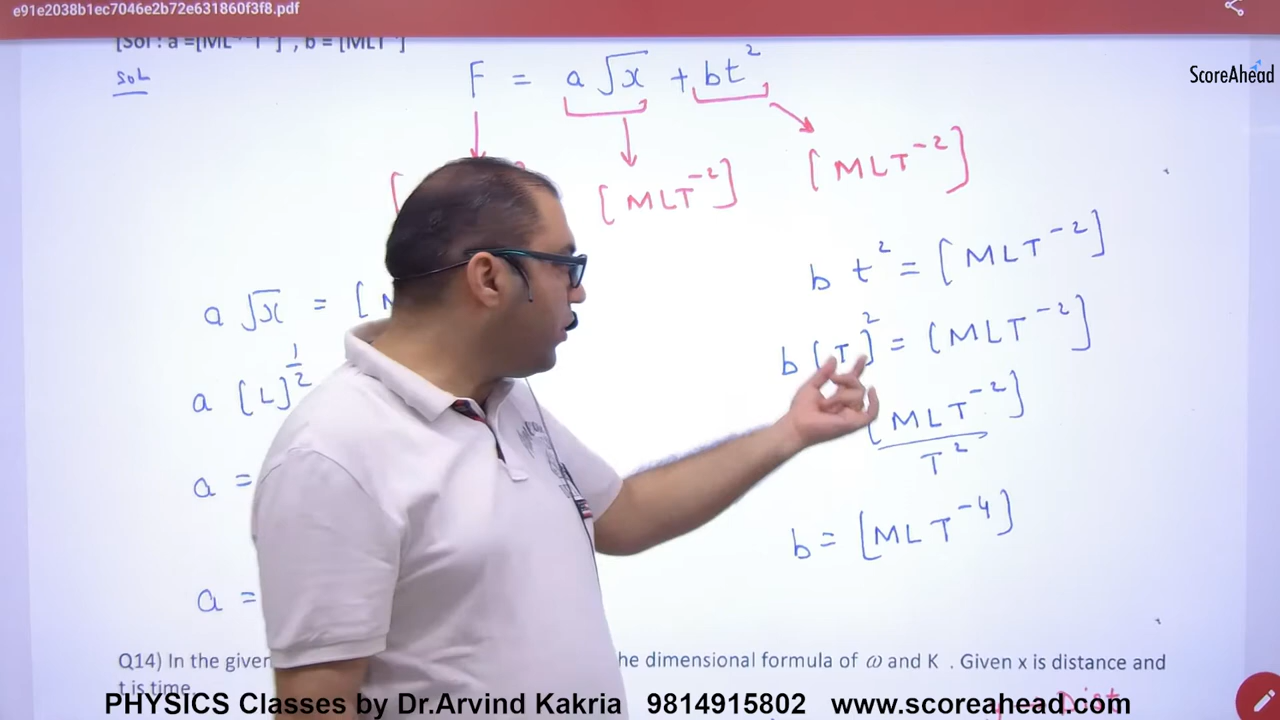 e91e2038b1ec7046e2b72e631860f3f8.pdf
ScoreAhead
SOL
F = a √x + bt²
[MLT⁻²] [MLT⁻²]
b t² = [MLT⁻²]
a √x = [M
b [T]² = [MLT⁻²]
a [L]^{1/2}
[MLT⁻²]
T²
a =
b = [MLT⁻⁴]
a =
Q14) In the given he dimensional formula of ω and K . Given x is distance and
t is time
PHYSICS Classes by Dr.Arvind Kakria 9814915802 www.scoreahead.com